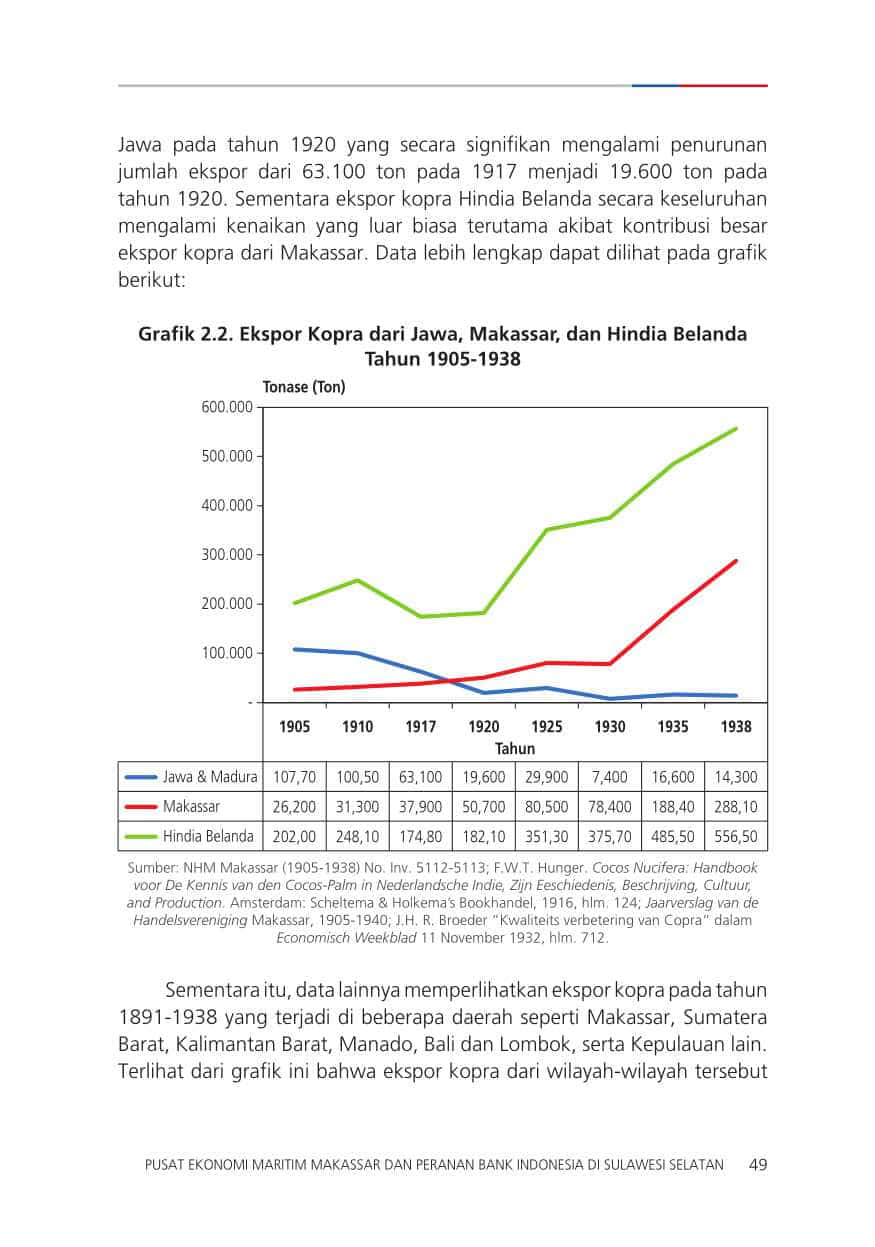 Jawa pada tahun 1920 yang secara signifikan mengalami penurunan
jumlah ekspor dari 63.100 ton pada 1917 menjadi 19.600 ton pada
tahun 1920. Sementara ekspor kopra Hindia Belanda secara keseluruhan
mengalami kenaikan yang luar biasa terutama akibat kontribusi besar
ekspor kopra dari Makassar. Data lebih lengkap dapat dilihat pada grafik
berikut:
Grafik 2.2. Ekspor Kopra dari Jawa, Makassar, dan Hindia Belanda
Tahun 1905-1938
Tonase (Ton)
600.000
500.000
400.000
300.000
200.000
100.000
-
1905 1910 1917 1920 1925 1930 1935 1938
Tahun
Jawa & Madura 107,70 100,50 63,100 19,600 29,900 7,400 16,600 14,300
Makassar 26,200 31,300 37,900 50,700 80,500 78,400 188,40 288,10
Hindia Belanda 202,00 248,10 174,80 182,10 351,30 375,70 485,50 556,50
Sumber: NHM Makassar (1905-1938) No. Inv. 5112-5113; F.W.T. Hunger. Cocos Nucifera: Handbook
voor De Kennis van den Cocos-Palm in Nederlandsche Indie, Zijn Eeschiedenis, Beschrijving, Cultuur,
and Production. Amsterdam: Scheltema & Holkema's Bookhandel, 1916, hlm. 124; Jaarverslag van de
Handelsvereniging Makassar, 1905-1940; J.H. R. Broeder "Kwaliteits verbetering van Copra" dalam
Economisch Weekblad 11 November 1932, hlm. 712.
Sementara itu, data lainnya memperlihatkan ekspor kopra pada tahun
1891-1938 yang terjadi di beberapa daerah seperti Makassar, Sumatera
Barat, Kalimantan Barat, Manado, Bali dan Lombok, serta Kepulauan lain.
Terlihat dari grafik ini bahwa ekspor kopra dari wilayah-wilayah tersebut
PUSAT EKONOMI MARITIM MAKASSAR DAN PERANAN BANK INDONESIA DI SULAWESI SELATAN 49